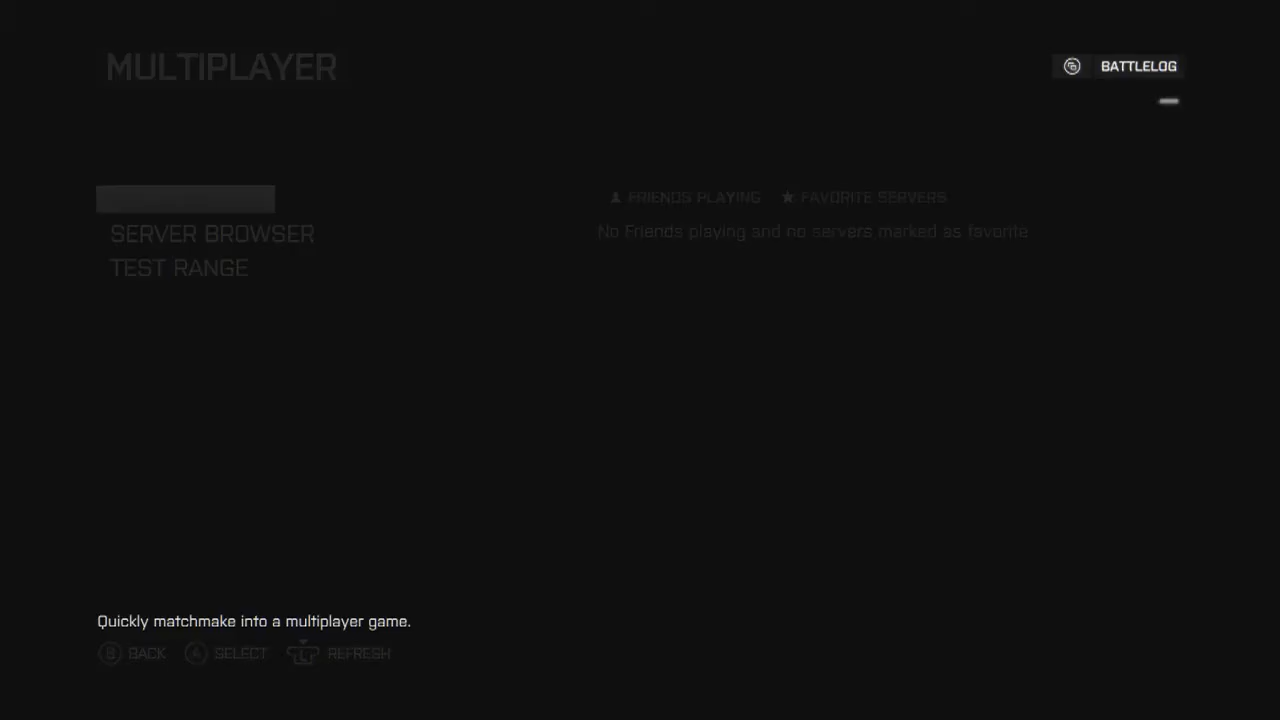 MULTIPLAYER
BATTLELOG
FRIENDS PLAYING FAVORITE SERVERS
SERVER BROWSER
No Friends playing and no servers marked as favorite
TEST RANGE
Quickly matchmake into a multiplayer game.
B BACK A SELECT L REFRESH